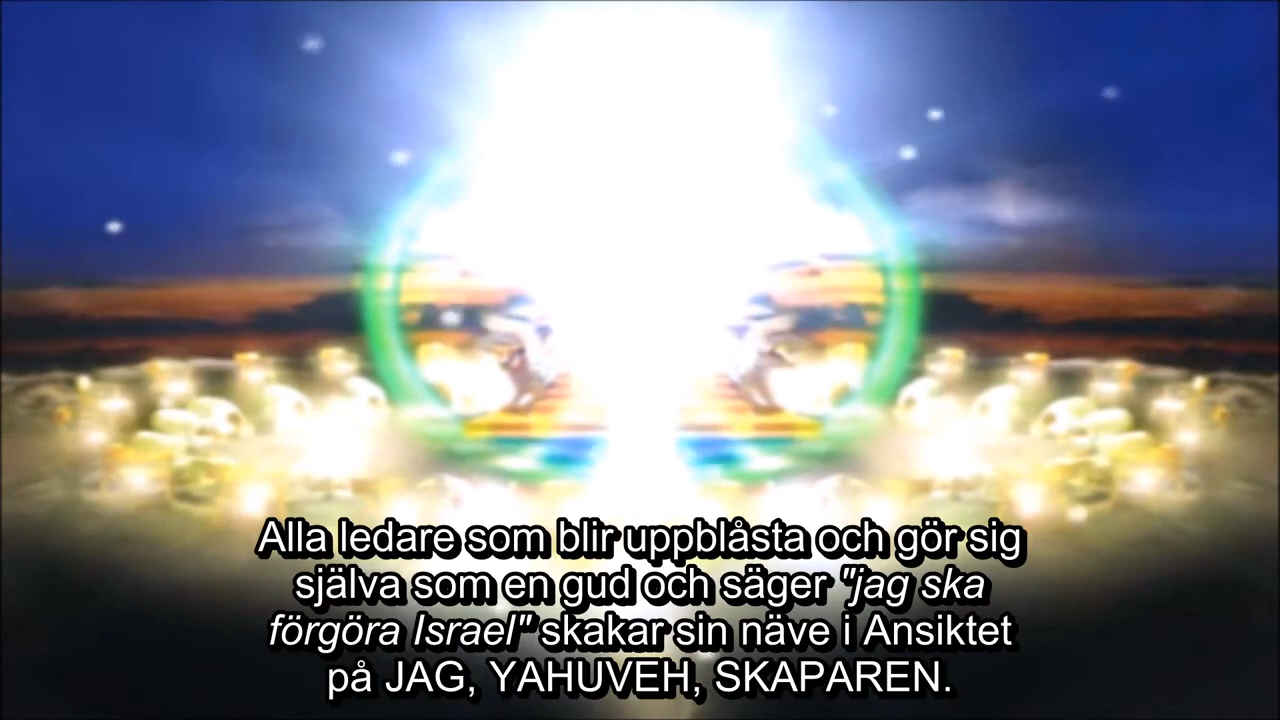 Alla ledare som blir uppblåsta och gör sig
själva som en gud och säger "jag ska
förgöra Israel" skakar sin näve i Ansiktet
på JAG, YAHUVEH, SKAPAREN.